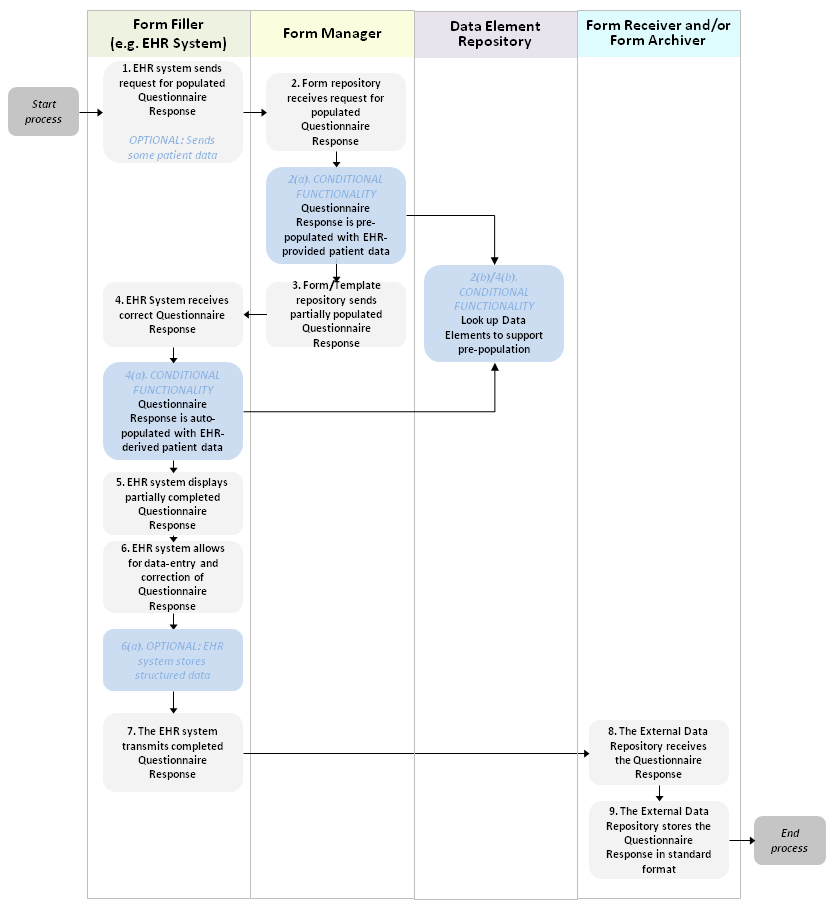 Form Filler
(e.g. EHR System)
Form Manager
Data Element
Repository
Form Receiver and/or
Form Archiver
Start
process
1. EHR system sends
request for populated
Questionnaire
Response
OPTIONAL: Sends
some patient data
2. Form repository
receives request for
populated
Questionnaire
Response
2(a). CONDITIONAL
FUNCTIONALITY
Questionnaire
Response is pre-
populated with EHR-
provided patient data
2(b)/4(b).
CONDITIONAL
FUNCTIONALITY
Look up Data
Elements to support
pre-population
3. Form/Template
repository sends
partially populated
Questionnaire
Response
4. EHR System receives
correct Questionnaire
Response
4(a). CONDITIONAL
FUNCTIONALITY
Questionnaire
Response is auto-
populated with EHR-
derived patient data
5. EHR system displays
partially completed
Questionnaire
Response
6. EHR system allows
for data-entry and
correction of
Questionnaire
Response
6(a). OPTIONAL: EHR
system stores
structured data
7. The EHR system
transmits completed
Questionnaire
Response
8. The External Data
Repository receives
the Questionnaire
Response
9. The External Data
Repository stores the
Questionnaire
Response in standard
format
End
process